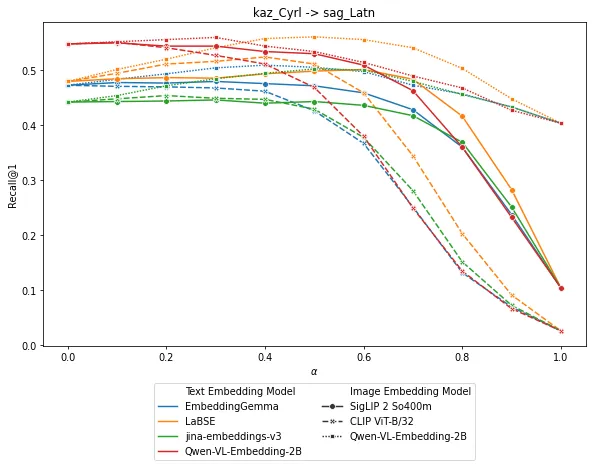 kaz_Cyrl -> sag_Latn
Recall@1
0.5
0.4
0.3
0.2
0.1
0.0
0.0 0.2 0.4 0.6 0.8 1.0
α
Text Embedding Model
EmbeddingGemma
LaBSE
jina-embeddings-v3
Qwen-VL-Embedding-2B
Image Embedding Model
SigLIP 2 So400m
CLIP ViT-B/32
Qwen-VL-Embedding-2B